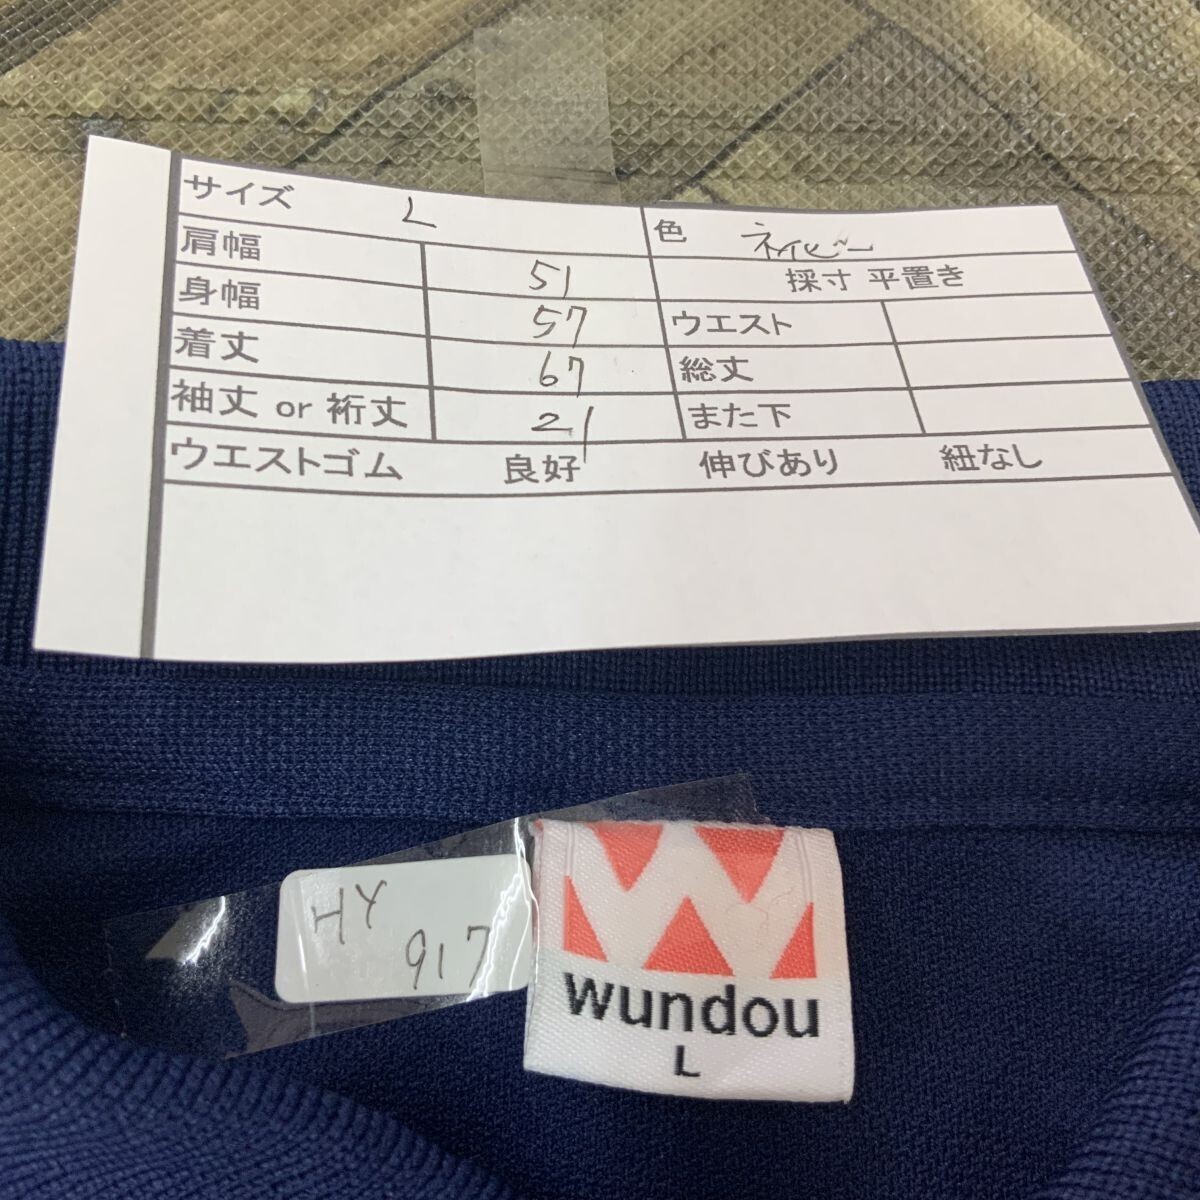 サイズ L 色 ネイビー
肩幅 51 採寸 平置き
身幅 57 ウエスト
着丈 67 総丈
袖丈 or 裄丈 21 また下
ウエストゴム 良好 伸びあり 紐なし
HY
917
wundou
L